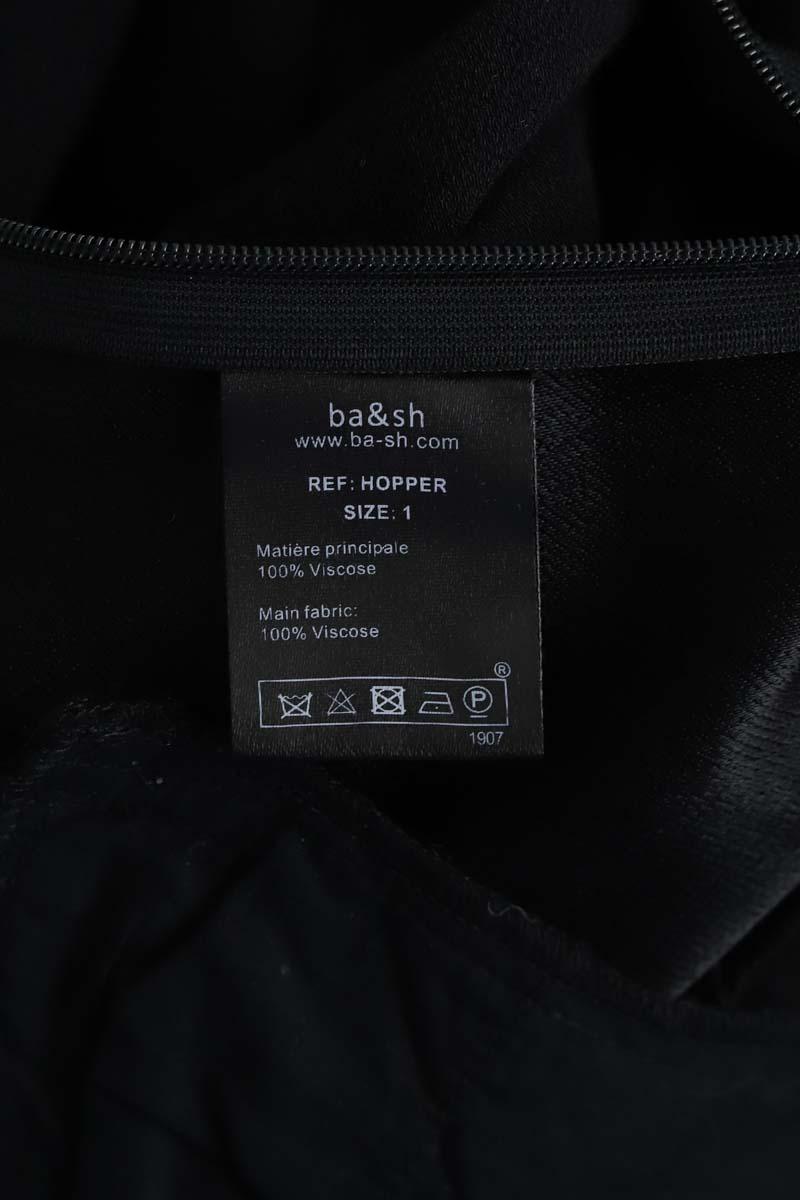 ba&sh
www.ba-sh.com
REF: HOPPER
SIZE: 1
Matière principale
100% Viscose
Main fabric:
100% Viscose
®
P
1907